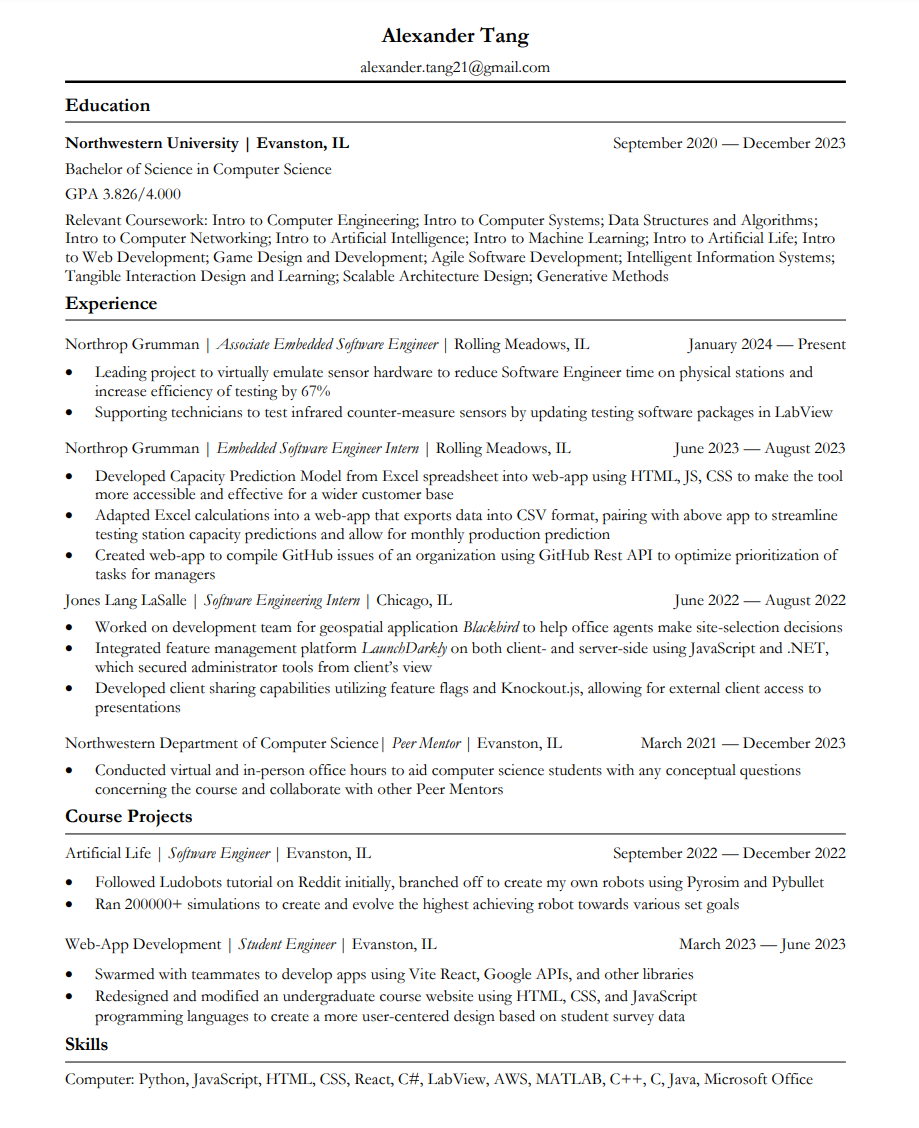 Alexander Tang
alexander.tang21@gmail.com
Education
Northwestern University | Evanston, IL September 2020 — December 2023
Bachelor of Science in Computer Science
GPA 3.826/4.000
Relevant Coursework: Intro to Computer Engineering; Intro to Computer Systems; Data Structures and Algorithms;
Intro to Computer Networking; Intro to Artificial Intelligence; Intro to Machine Learning; Intro to Artificial Life; Intro
to Web Development; Game Design and Development; Agile Software Development; Intelligent Information Systems;
Tangible Interaction Design and Learning; Scalable Architecture Design; Generative Methods
Experience
Northrop Grumman | Associate Embedded Software Engineer | Rolling Meadows, IL January 2024 — Present
• Leading project to virtually emulate sensor hardware to reduce Software Engineer time on physical stations and
increase efficiency of testing by 67%
• Supporting technicians to test infrared counter-measure sensors by updating testing software packages in LabView
Northrop Grumman | Embedded Software Engineer Intern | Rolling Meadows, IL June 2023 — August 2023
• Developed Capacity Prediction Model from Excel spreadsheet into web-app using HTML, JS, CSS to make the tool
more accessible and effective for a wider customer base
• Adapted Excel calculations into a web-app that exports data into CSV format, pairing with above app to streamline
testing station capacity predictions and allow for monthly production prediction
• Created web-app to compile GitHub issues of an organization using GitHub Rest API to optimize prioritization of
tasks for managers
Jones Lang LaSalle | Software Engineering Intern | Chicago, IL June 2022 — August 2022
• Worked on development team for geospatial application Blackbird to help office agents make site-selection decisions
• Integrated feature management platform LaunchDarkly on both client- and server-side using JavaScript and .NET,
which secured administrator tools from client's view
• Developed client sharing capabilities utilizing feature flags and Knockout.js, allowing for external client access to
presentations
Northwestern Department of Computer Science| Peer Mentor | Evanston, IL March 2021 — December 2023
• Conducted virtual and in-person office hours to aid computer science students with any conceptual questions
concerning the course and collaborate with other Peer Mentors
Course Projects
Artificial Life | Software Engineer | Evanston, IL September 2022 — December 2022
• Followed Ludobots tutorial on Reddit initially, branched off to create my own robots using Pyrosim and Pybullet
• Ran 200000+ simulations to create and evolve the highest achieving robot towards various set goals
Web-App Development | Student Engineer | Evanston, IL March 2023 — June 2023
• Swarmed with teammates to develop apps using Vite React, Google APIs, and other libraries
• Redesigned and modified an undergraduate course website using HTML, CSS, and JavaScript
programming languages to create a more user-centered design based on student survey data
Skills
Computer: Python, JavaScript, HTML, CSS, React, C#, LabView, AWS, MATLAB, C++, C, Java, Microsoft Office